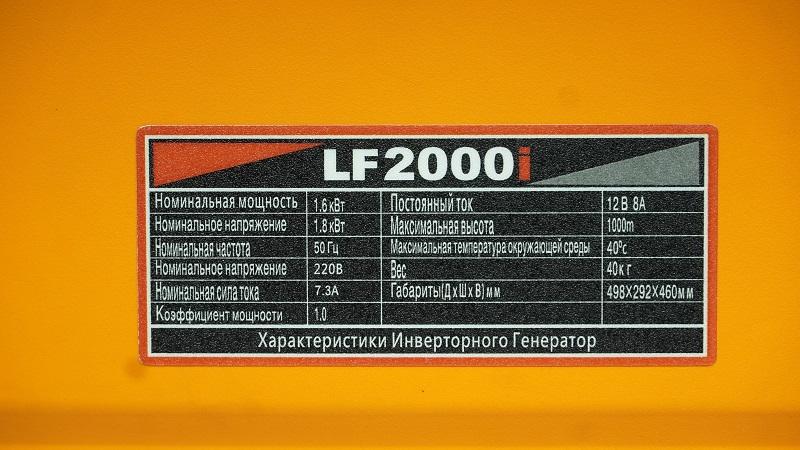 LF2000i
Номинальная мощность 1.6 кВт Постоянный ток 12 В 8А
Номинальное напряжение 1.8 кВт Максимальная высота 1000m
Номинальная частота 50 Гц Максимальная температура окружающей среды 40°c
Номинальное напряжение 220В Вес 40к г
Номинальная сила тока 7.3А Габариты(ДхШхВ) мм 498X292X460мм
Коэффициент мощности 1.0
Характеристики Инверторного Генератор